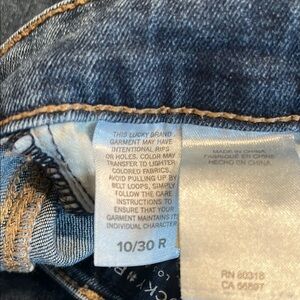 THIS LUCKY BRAND
GARMENT MAY HAVE
INTENTIONAL RIPS
OR HOLES. COLOR MAY
TRANSFER TO LIGHTER
COLORED FABRICS.
AVOID PULLING UP BY
BELT LOOPS, SIMPLY
FOLLOW THE CARE
INSTRUCTIONS TO
ENSURE THAT YOUR
GARMENT MAINTAINS ITS
INDIVIDUAL CHARACTER.
10/30 R
MADE IN CHINA
FABRIQUÉ EN CHINE
HECHO EN CHINA
RN 80318
CA 56897